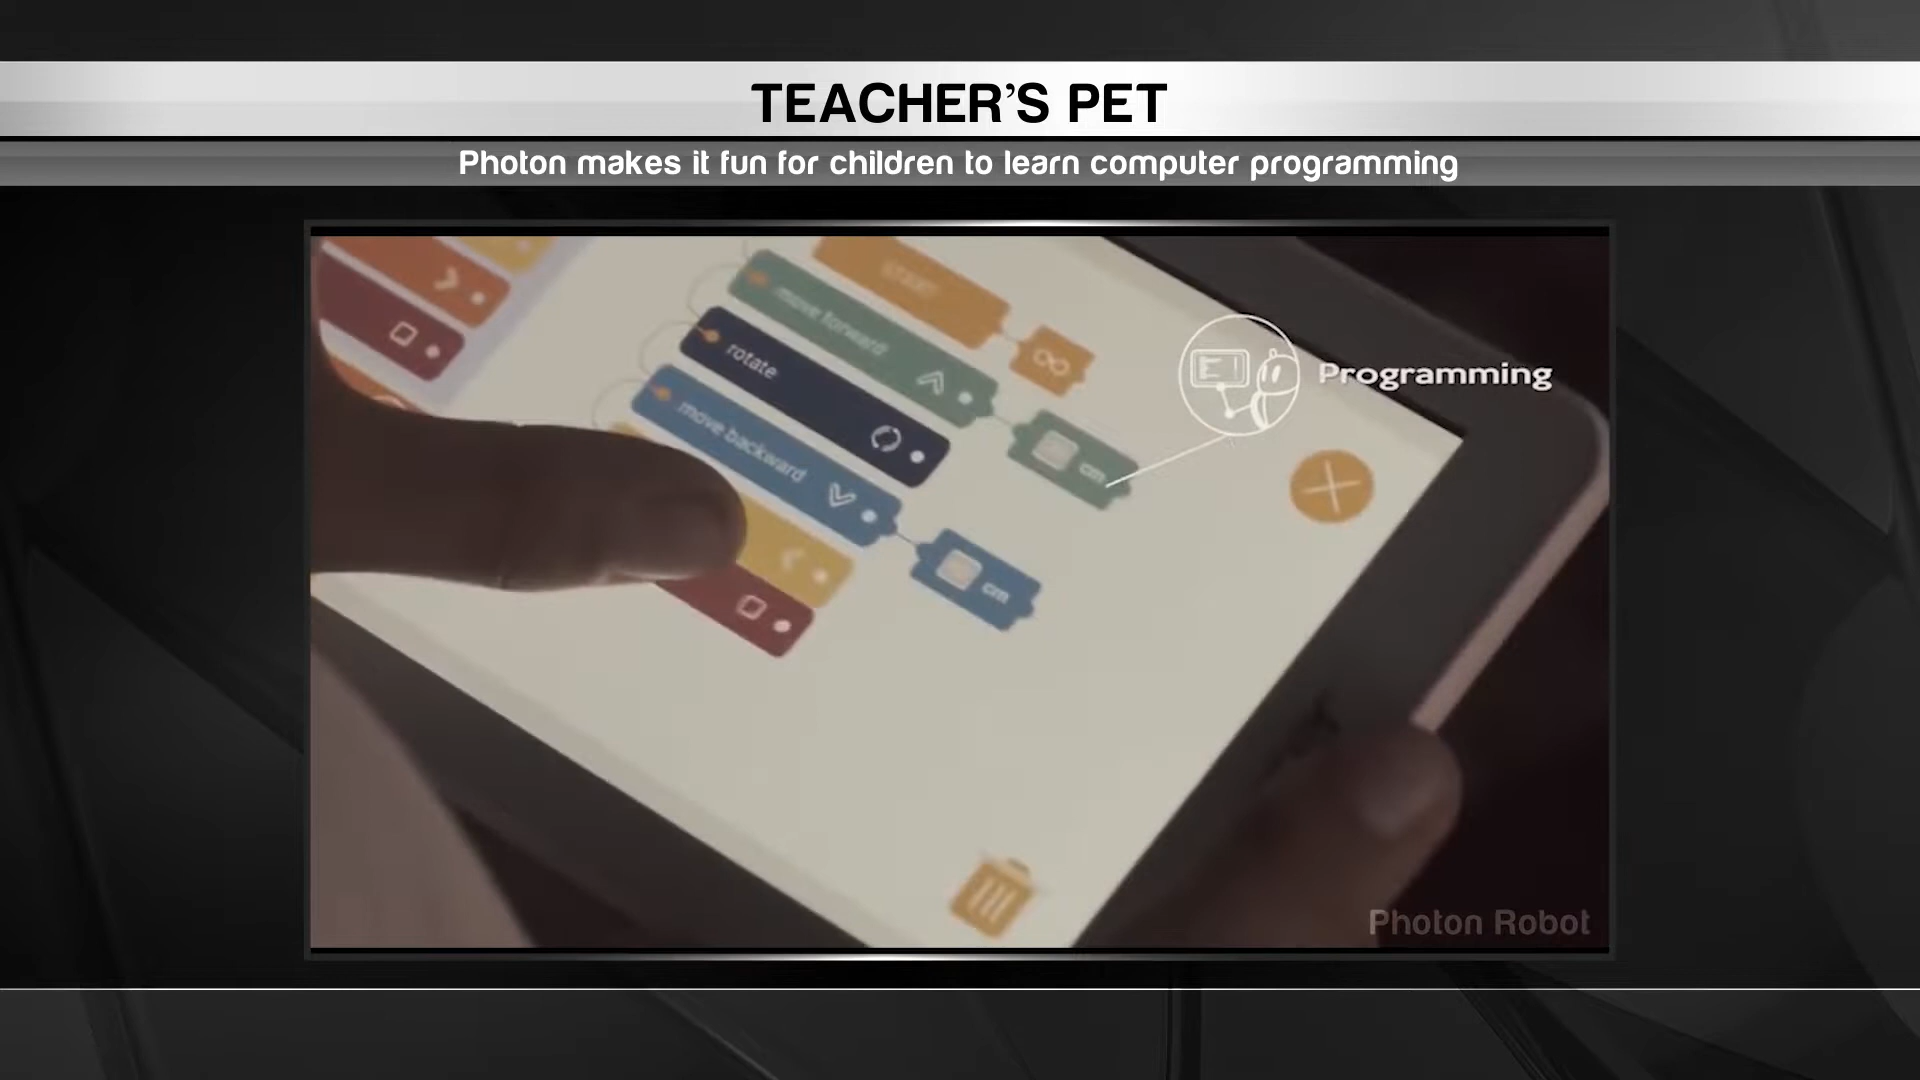 TEACHER'S PET
Photon makes it fun for children to learn computer programming
START
move forward
rotate
cm
move backward
cm
Programming
Photon Robot